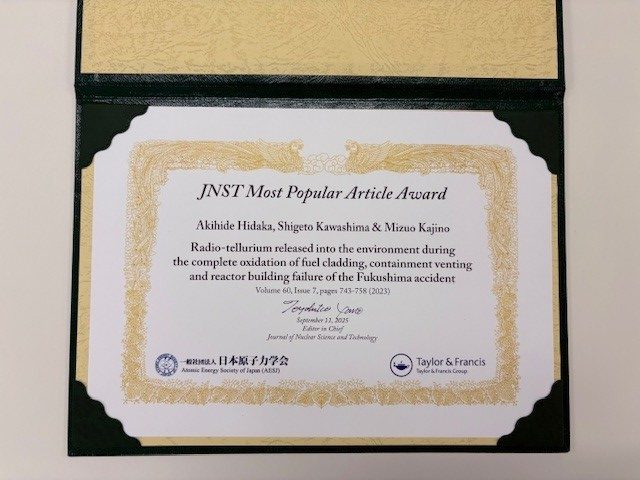 JNST Most Popular Article Award
Akihide Hidaka, Shigeto Kawashima & Mizuo Kajino
Radio-tellurium released into the environment during
the complete oxidation of fuel cladding, containment venting
and reactor building failure of the Fukushima accident
Volume 60, Issue 7, pages 743-758 (2023)
September 11, 2025
Editor in Chief
Journal of Nuclear Science and Technology
一般社団法人 日本原子力学会
Atomic Energy Society of Japan (AESJ)
Taylor & Francis
Taylor & Francis Group